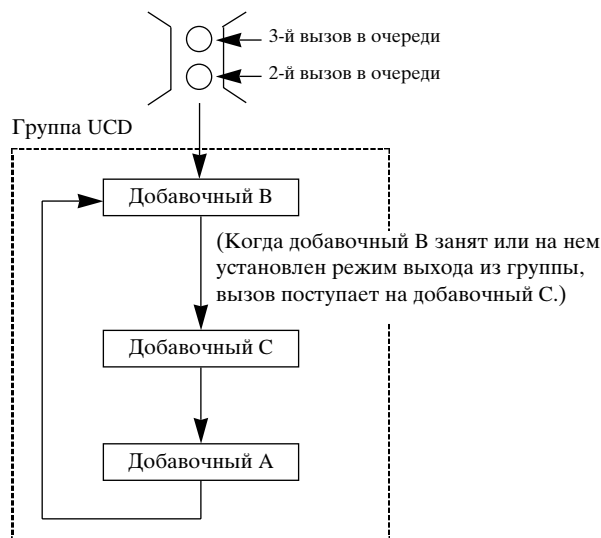 3-й вызов в очереди
2-й вызов в очереди
Группа UCD
Добавочный B
(Когда добавочный B занят или на нем
установлен режим выхода из группы,
вызов поступает на добавочный C.)
Добавочный C
Добавочный A